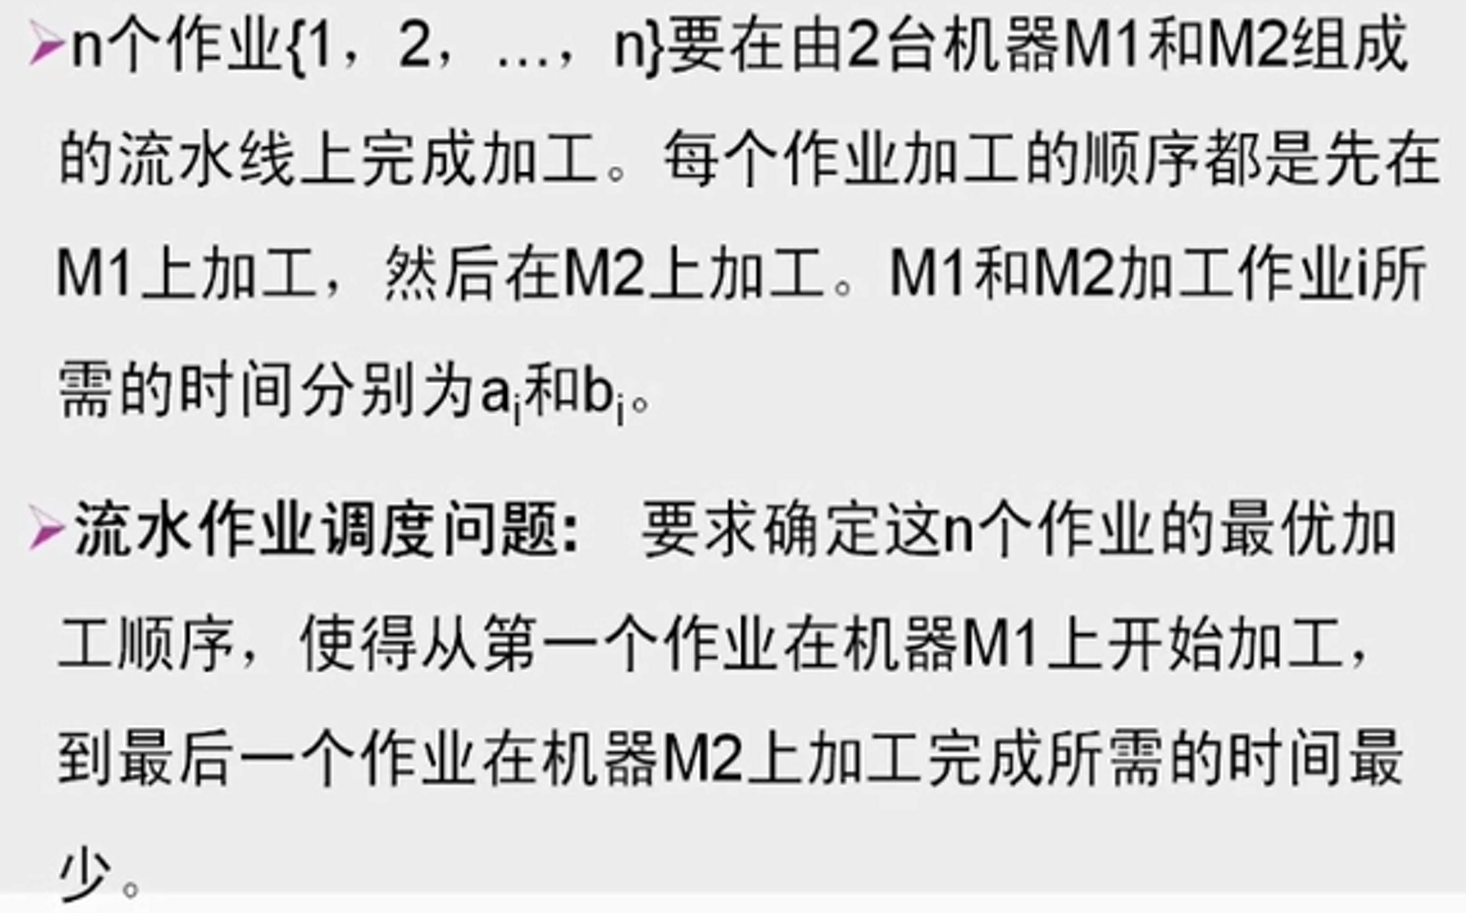 ➢n个作业{1，2，…，n}要在由2台机器M1和M2组成
的流水线上完成加工。每个作业加工的顺序都是先在
M1上加工，然后在M2上加工。M1和M2加工作业i所
需的时间分别为aᵢ和bᵢ。
➢流水作业调度问题： 要求确定这n个作业的最优加
工顺序，使得从第一个作业在机器M1上开始加工，
到最后一个作业在机器M2上加工完成所需的时间最
少。